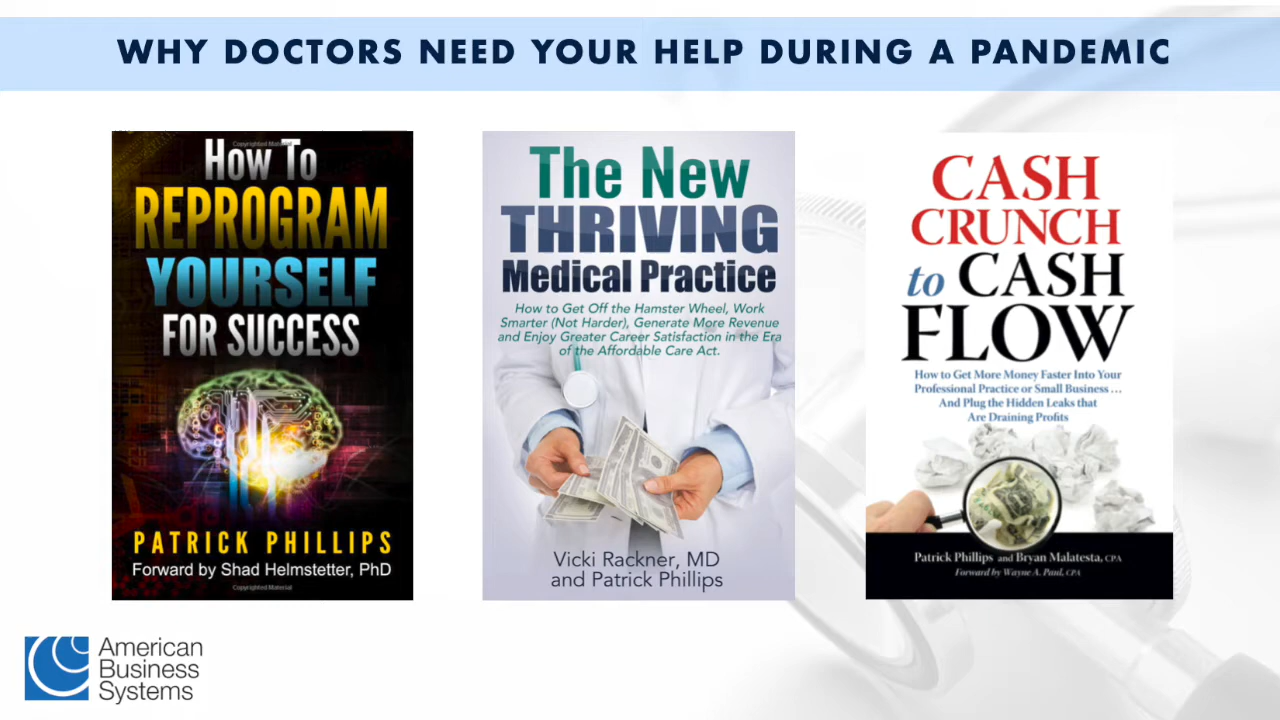 WHY DOCTORS NEED YOUR HELP DURING A PANDEMIC
Copyrighted Material
How To
REPROGRAM
YOURSELF
FOR SUCCESS
PATRICK PHILLIPS
Forward by Shad Helmstetter, PhD
Copyrighted Material
The New
THRIVING
Medical Practice
How to Get Off the Hamster Wheel, Work
Smarter (Not Harder), Generate More Revenue
and Enjoy Greater Career Satisfaction in the Era
of the Affordable Care Act.
Vicki Rackner, MD
and Patrick Phillips
CASH
CRUNCH
to CASH
FLOW
How to Get More Money Faster Into Your
Professional Practice or Small Business ...
And Plug the Hidden Leaks that
Are Draining Profits
Patrick Phillips and Bryan Malatesta, CPA
Forward by Wayne A. Paul, CPA
American
Business
Systems